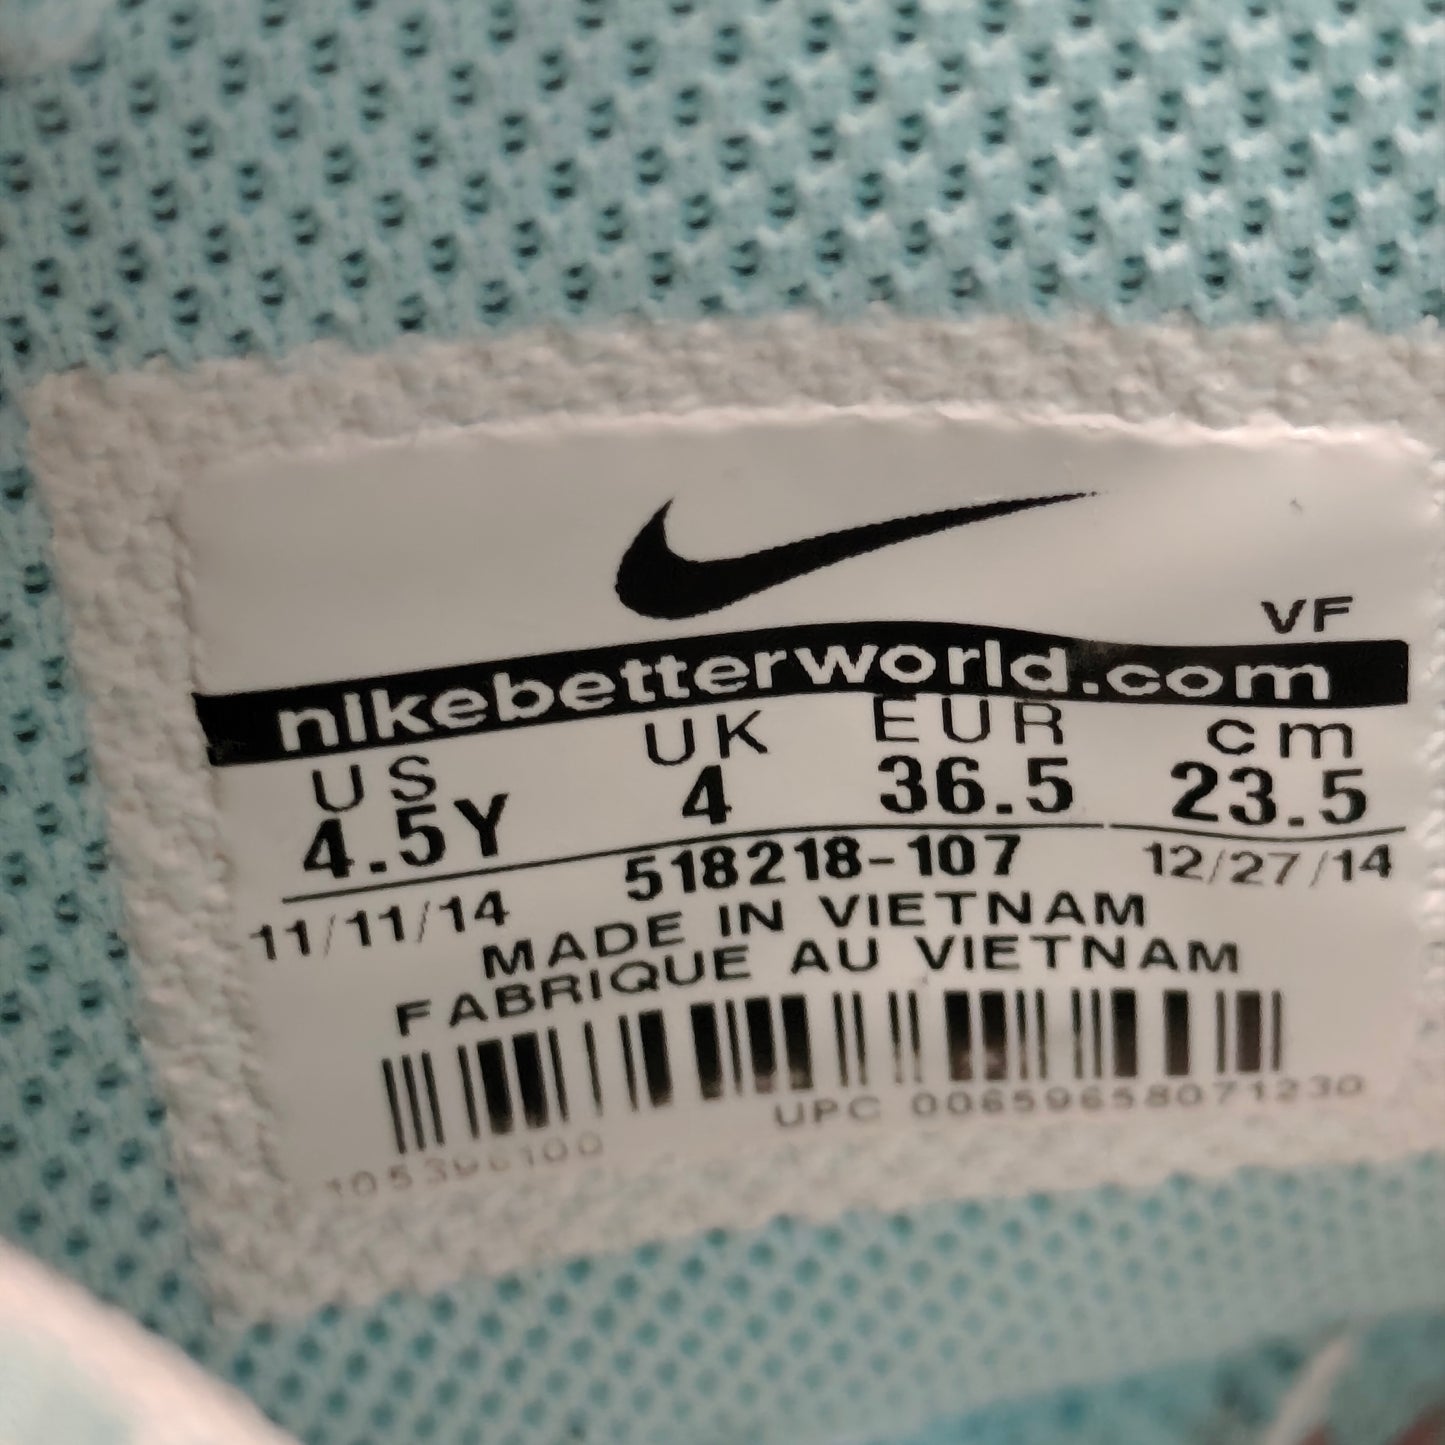 VF
nikebetterworld.com
US UK EUR cm
4.5Y 4 36.5 23.5
11/11/14 518218-107 12/27/14
MADE IN VIETNAM
FABRIQUE AU VIETNAM
UPC 00659658071230